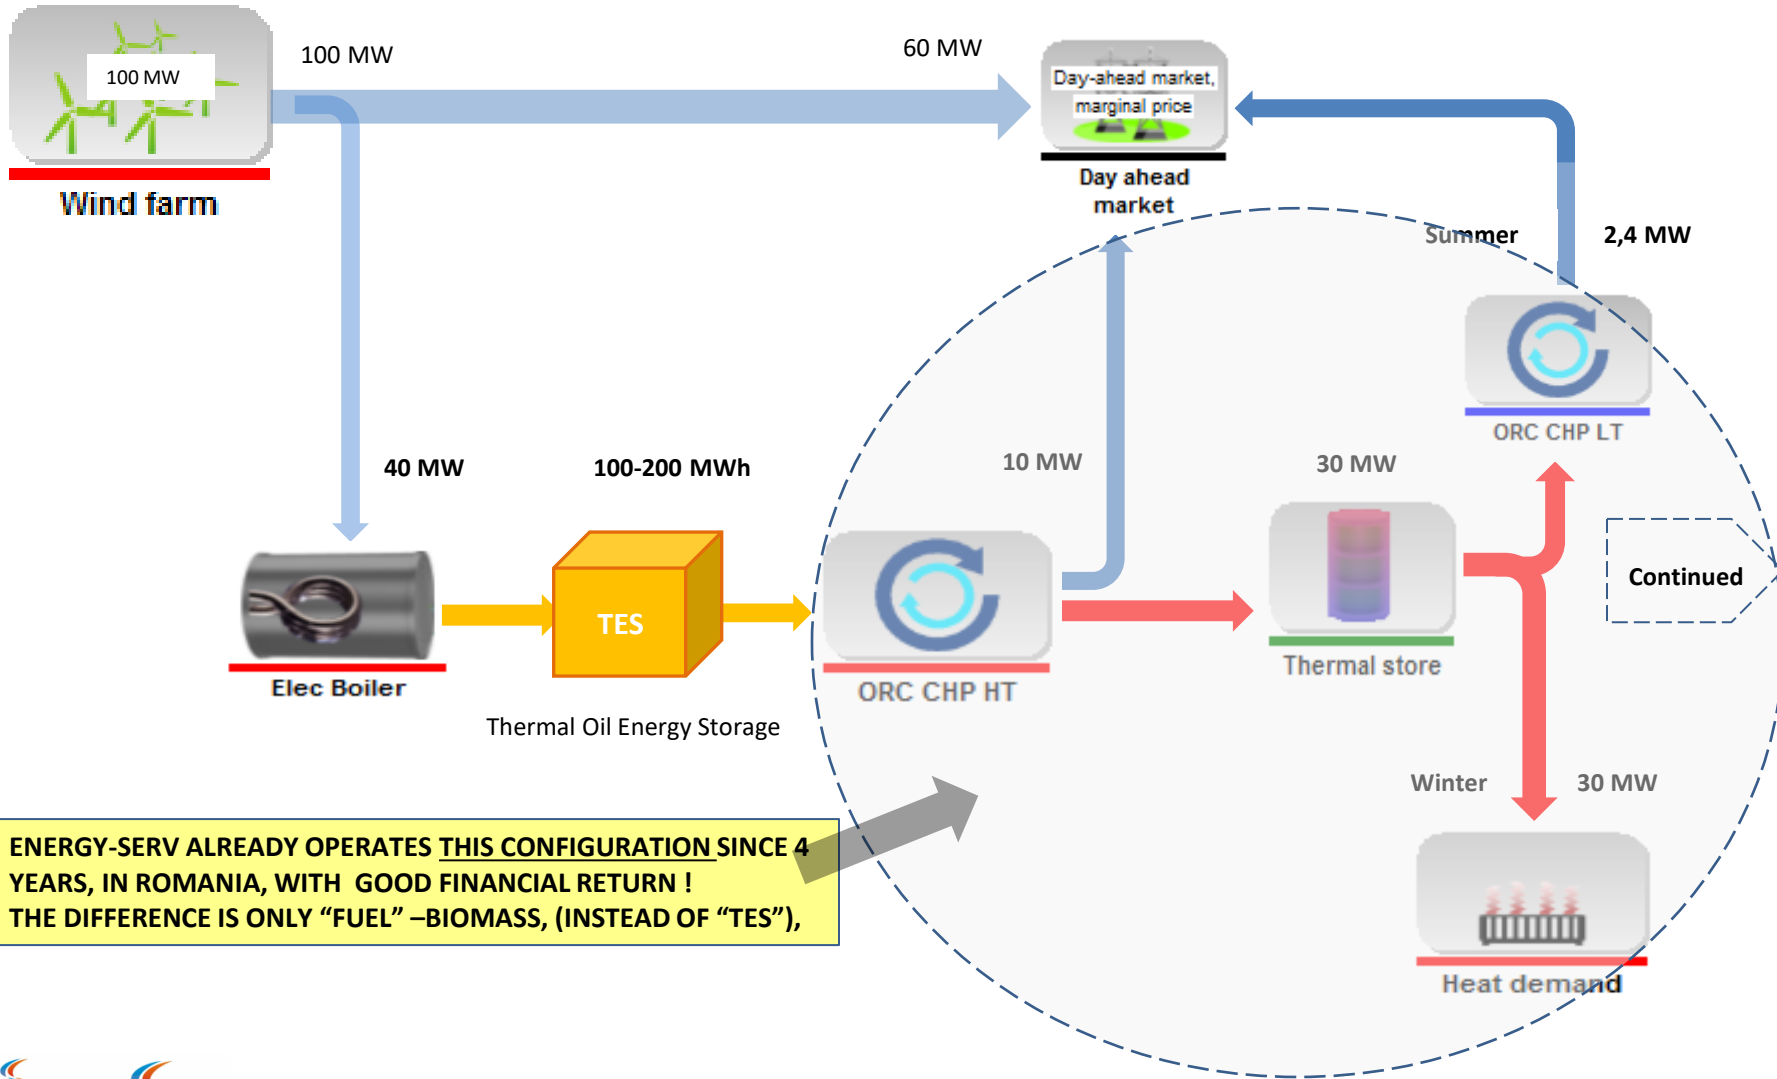 100 MW
100 MW
60 MW
Day-ahead market,
marginal price
Wind farm
Day ahead
market
Summer
2,4 MW
ORC CHP LT
40 MW
100-200 MWh
10 MW
30 MW
Continued
TES
Elec Boiler
ORC CHP HT
Thermal store
Thermal Oil Energy Storage
Winter
30 MW
ENERGY-SERV ALREADY OPERATES THIS CONFIGURATION SINCE 4
YEARS, IN ROMANIA, WITH GOOD FINANCIAL RETURN !
THE DIFFERENCE IS ONLY “FUEL” –BIOMASS, (INSTEAD OF “TES”),
Heat demand